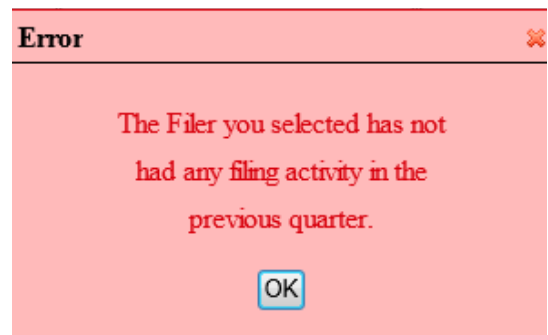 Error
The Filer you selected has not
had any filing activity in the
previous quarter.
OK